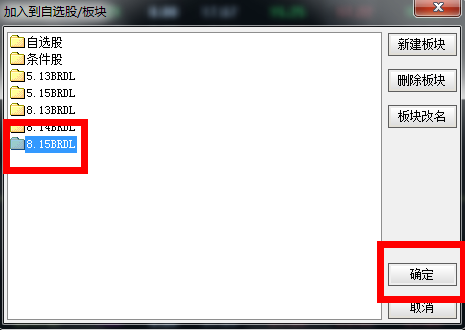 加入到自选股/板块
自选股
条件股
5.13BRDL
5.15BRDL
8.13BRDL
8.14BRDL
8.15BRDL
新建板块
删除板块
板块改名
确定
取消